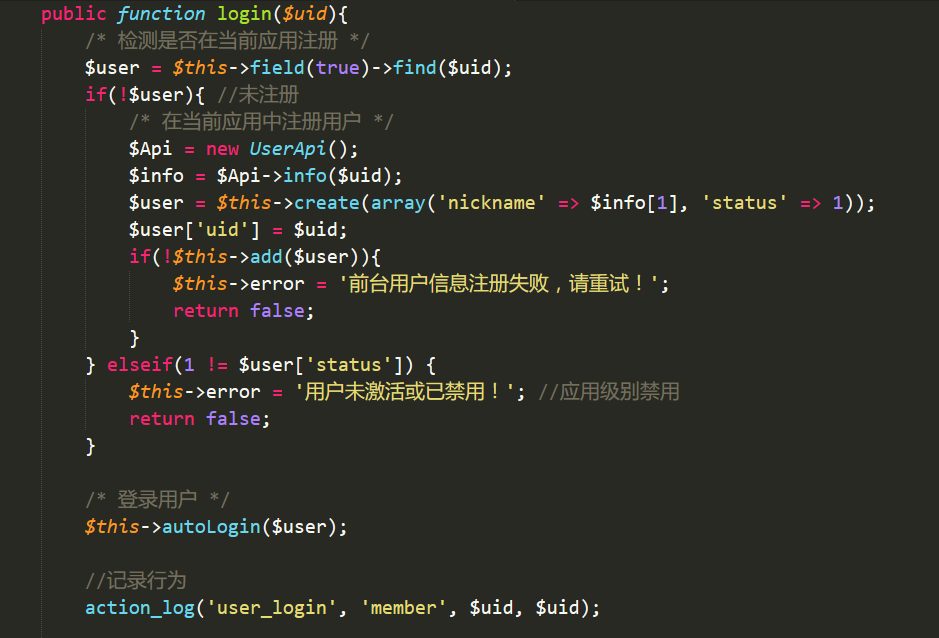 public function login($uid){
    /* 检测是否在当前应用注册 */
    $user = $this->field(true)->find($uid);
    if(!$user){ //未注册
        /* 在当前应用中注册用户 */
        $Api = new UserApi();
        $info = $Api->info($uid);
        $user = $this->create(array('nickname' => $info[1], 'status' => 1));
        $user['uid'] = $uid;
        if(!$this->add($user)){
            $this->error = '前台用户信息注册失败，请重试！';
            return false;
        }
    } elseif(1 != $user['status']) {
        $this->error = '用户未激活或已禁用！'; //应用级别禁用
        return false;
    }

    /* 登录用户 */
    $this->autoLogin($user);

    //记录行为
    action_log('user_login', 'member', $uid, $uid);